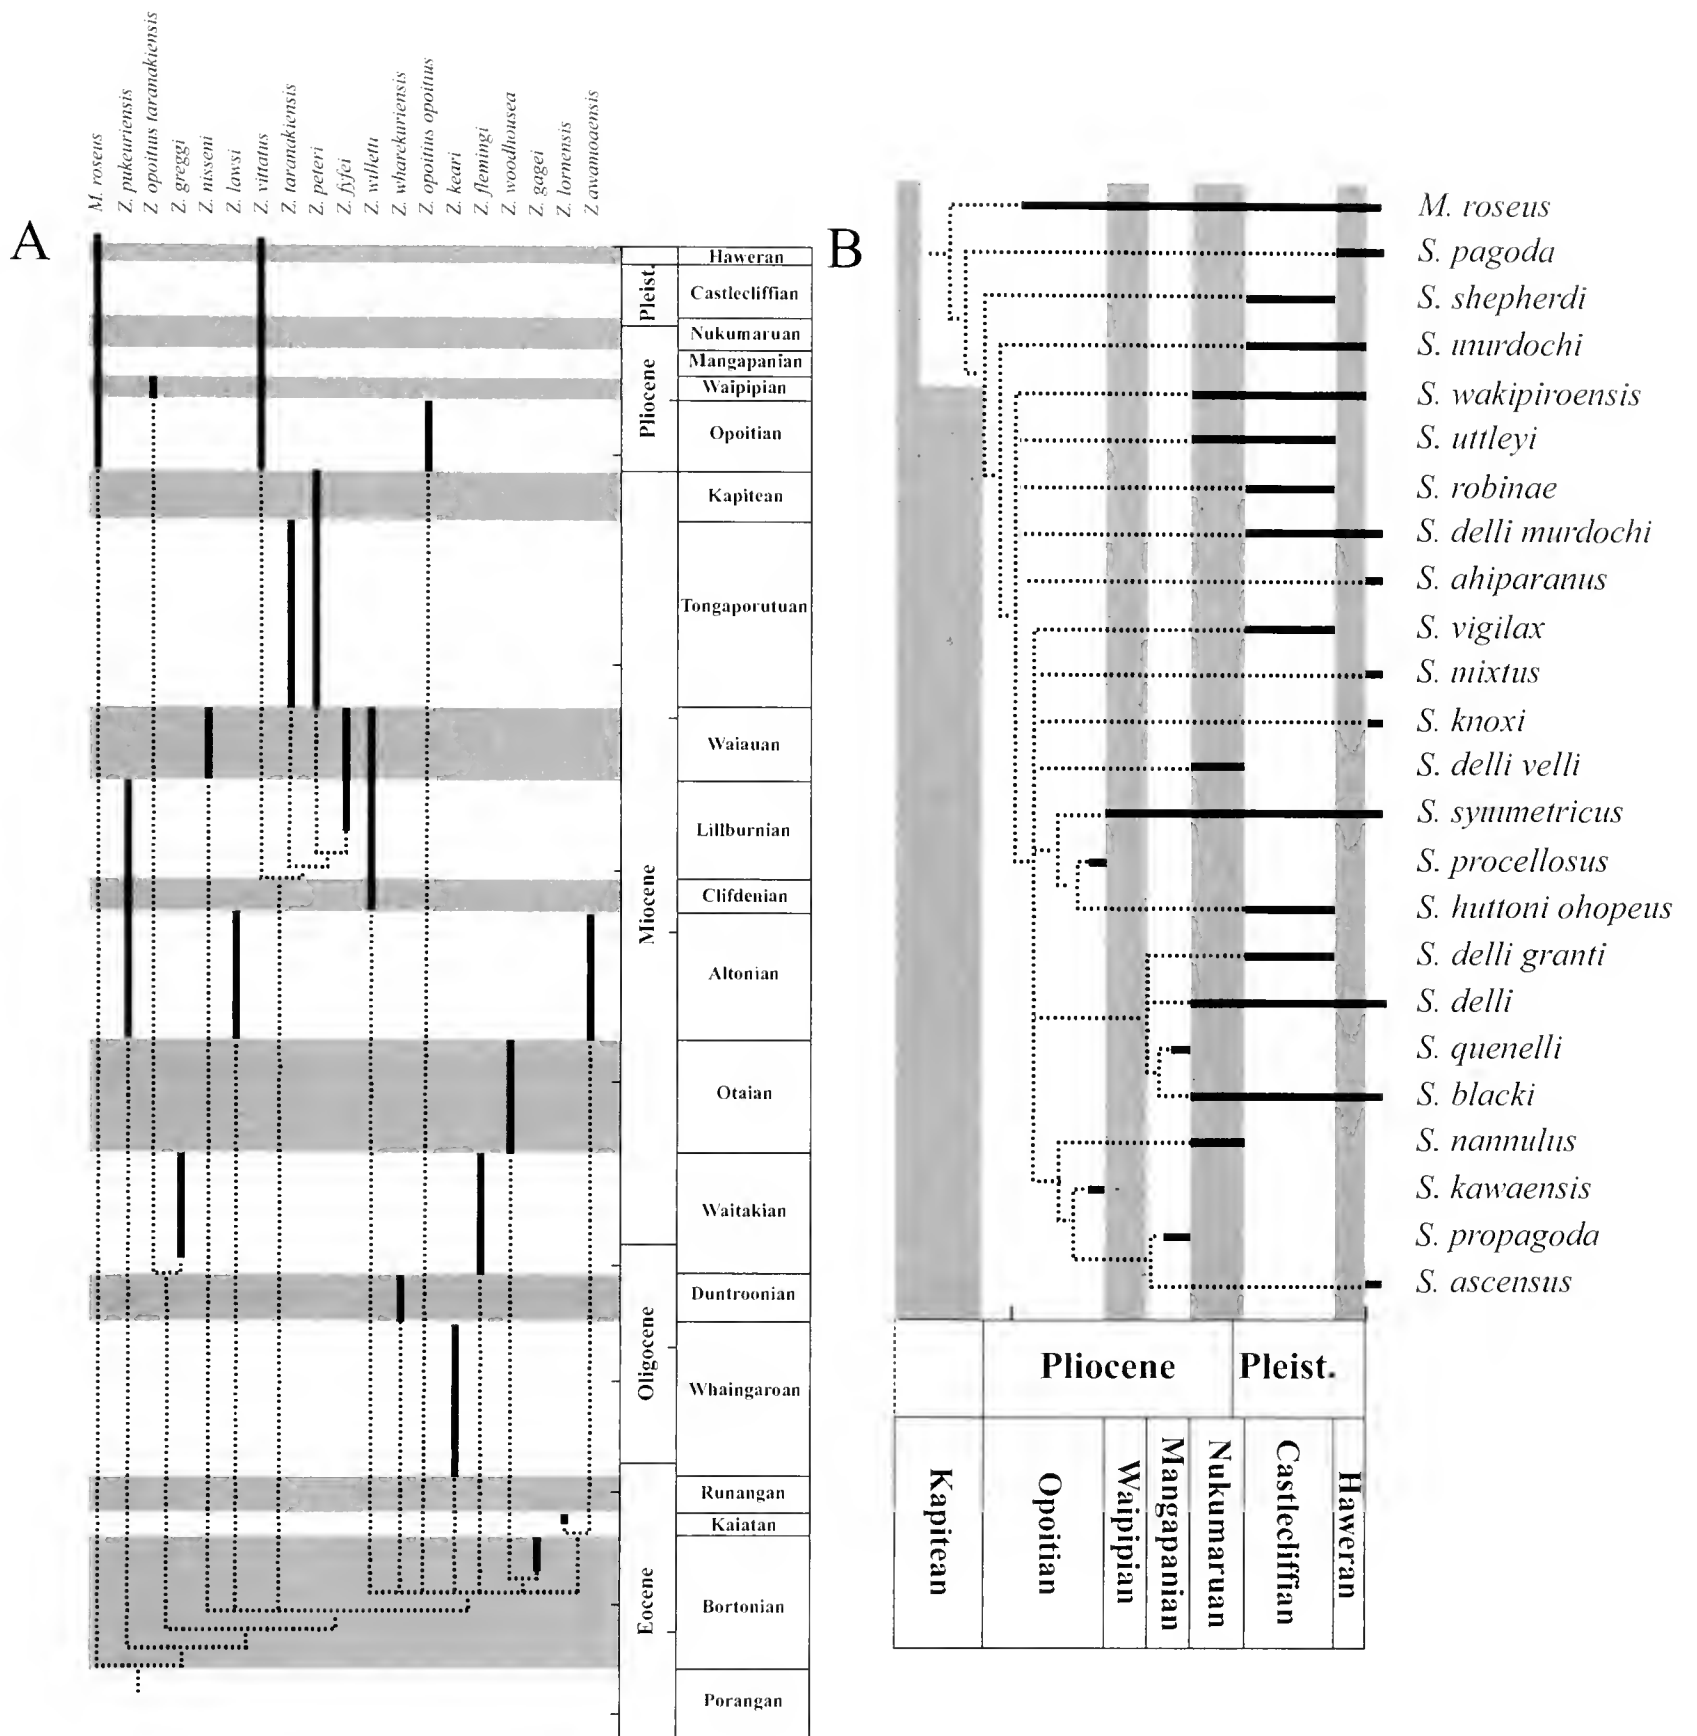 M. roseus
Z. pukeuriensis
Z opoitus taranakiensis
Z. greggi
Z. nisseni
Z. lawsi
Z. vittatus
Z. taranakiensis
Z. peteri
Z. fyfei
Z. willetti
Z. wharekuriensis
Z. opoitius opoitus
Z. keari
Z. flemingi
Z. woodhousea
Z. gagei
Z. lornensis
Z awamoaensis
A
Pleist.
Pliocene
Miocene
Oligocene
Eocene
Haweran
Castlecliffian
Nukumaruan
Mangapanian
Waipipian
Opoitian
Kapitean
Tongaporutuan
Waiauan
Lillburnian
Clifdenian
Altonian
Otaian
Waitakian
Duntroonian
Whaingaroan
Runangan
Kaiatan
Bortonian
Porangan
B
M. roseus
S. pagoda
S. shepherdi
S. murdochi
S. wakipiroensis
S. uttleyi
S. robinae
S. delli murdochi
S. ahiparanus
S. vigilax
S. mixtus
S. knoxi
S. delli velli
S. symmetricus
S. procellosus
S. huttoni ohopeus
S. delli granti
S. delli
S. quenelli
S. blacki
S. nannulus
S. kawaensis
S. propagoda
S. ascensus
Pliocene
Pleist.
Kapitean
Opoitian
Waipipian
Mangapanian
Nukumaruan
Castlecliffian
Haweran